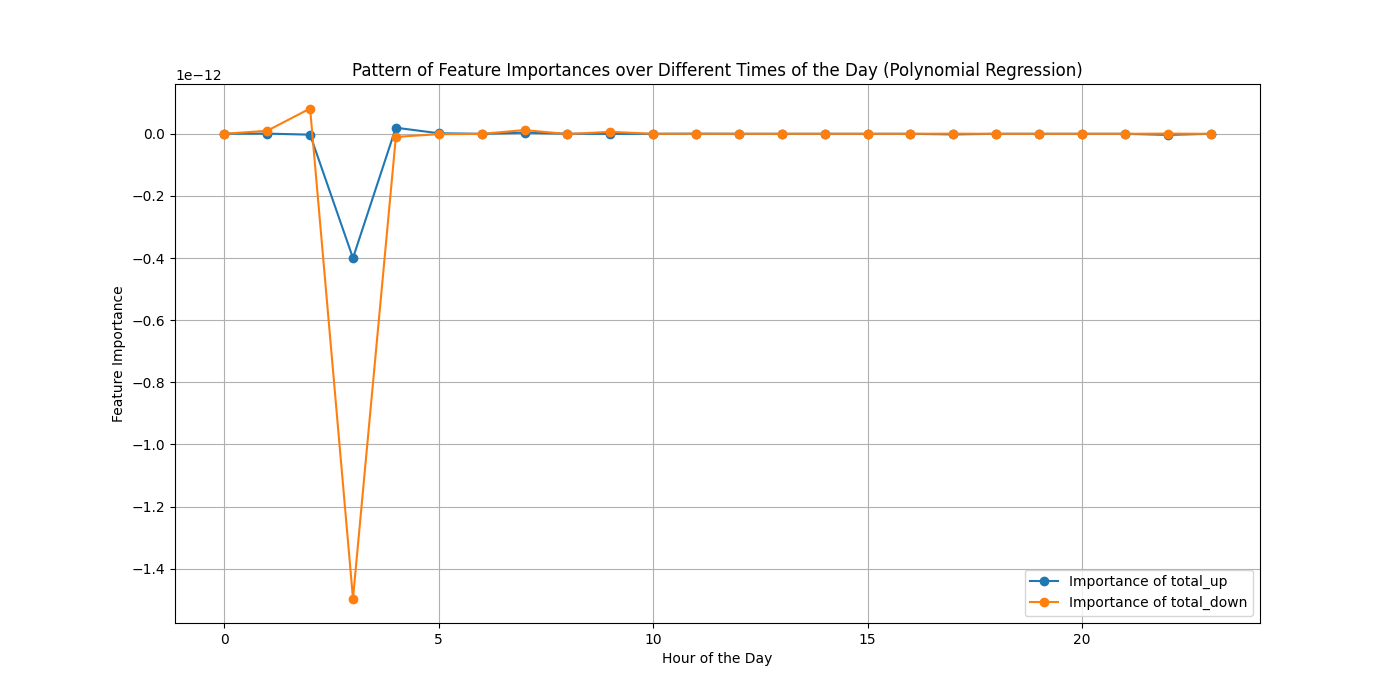 Pattern of Feature Importances over Different Times of the Day (Polynomial Regression)
1e−12
0.0
−0.2
−0.4
−0.6
−0.8
−1.0
−1.2
−1.4
Feature Importance
Importance of total_up
Importance of total_down
0 5 10 15 20
Hour of the Day